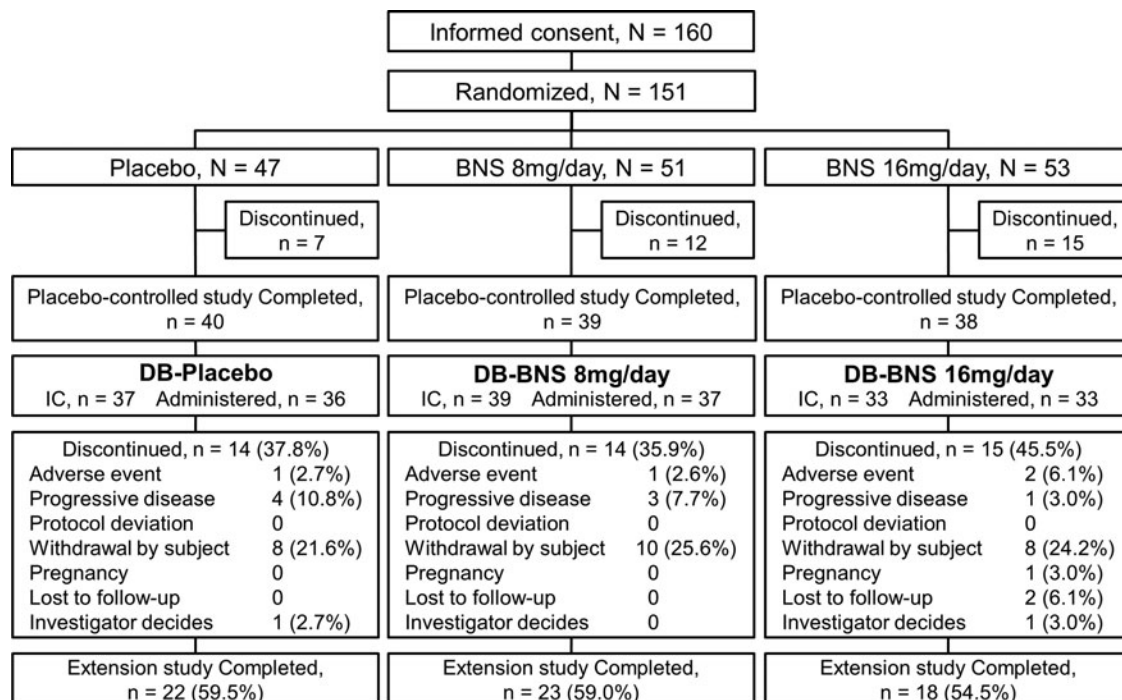 Informed consent, N = 160
Randomized, N = 151
Placebo, N = 47
BNS 8mg/day, N = 51
BNS 16mg/day, N = 53
Discontinued,
n = 7
Discontinued,
n = 12
Discontinued,
n = 15
Placebo-controlled study Completed,
n = 40
Placebo-controlled study Completed,
n = 39
Placebo-controlled study Completed,
n = 38
DB-Placebo
IC, n = 37 Administered, n = 36
DB-BNS 8mg/day
IC, n = 39 Administered, n = 37
DB-BNS 16mg/day
IC, n = 33 Administered, n = 33
Discontinued, n = 14 (37.8%)
Adverse event 1 (2.7%)
Progressive disease 4 (10.8%)
Protocol deviation 0
Withdrawal by subject 8 (21.6%)
Pregnancy 0
Lost to follow-up 0
Investigator decides 1 (2.7%)
Discontinued, n = 14 (35.9%)
Adverse event 1 (2.6%)
Progressive disease 3 (7.7%)
Protocol deviation 0
Withdrawal by subject 10 (25.6%)
Pregnancy 0
Lost to follow-up 0
Investigator decides 0
Discontinued, n = 15 (45.5%)
Adverse event 2 (6.1%)
Progressive disease 1 (3.0%)
Protocol deviation 0
Withdrawal by subject 8 (24.2%)
Pregnancy 1 (3.0%)
Lost to follow-up 2 (6.1%)
Investigator decides 1 (3.0%)
Extension study Completed,
n = 22 (59.5%)
Extension study Completed,
n = 23 (59.0%)
Extension study Completed,
n = 18 (54.5%)